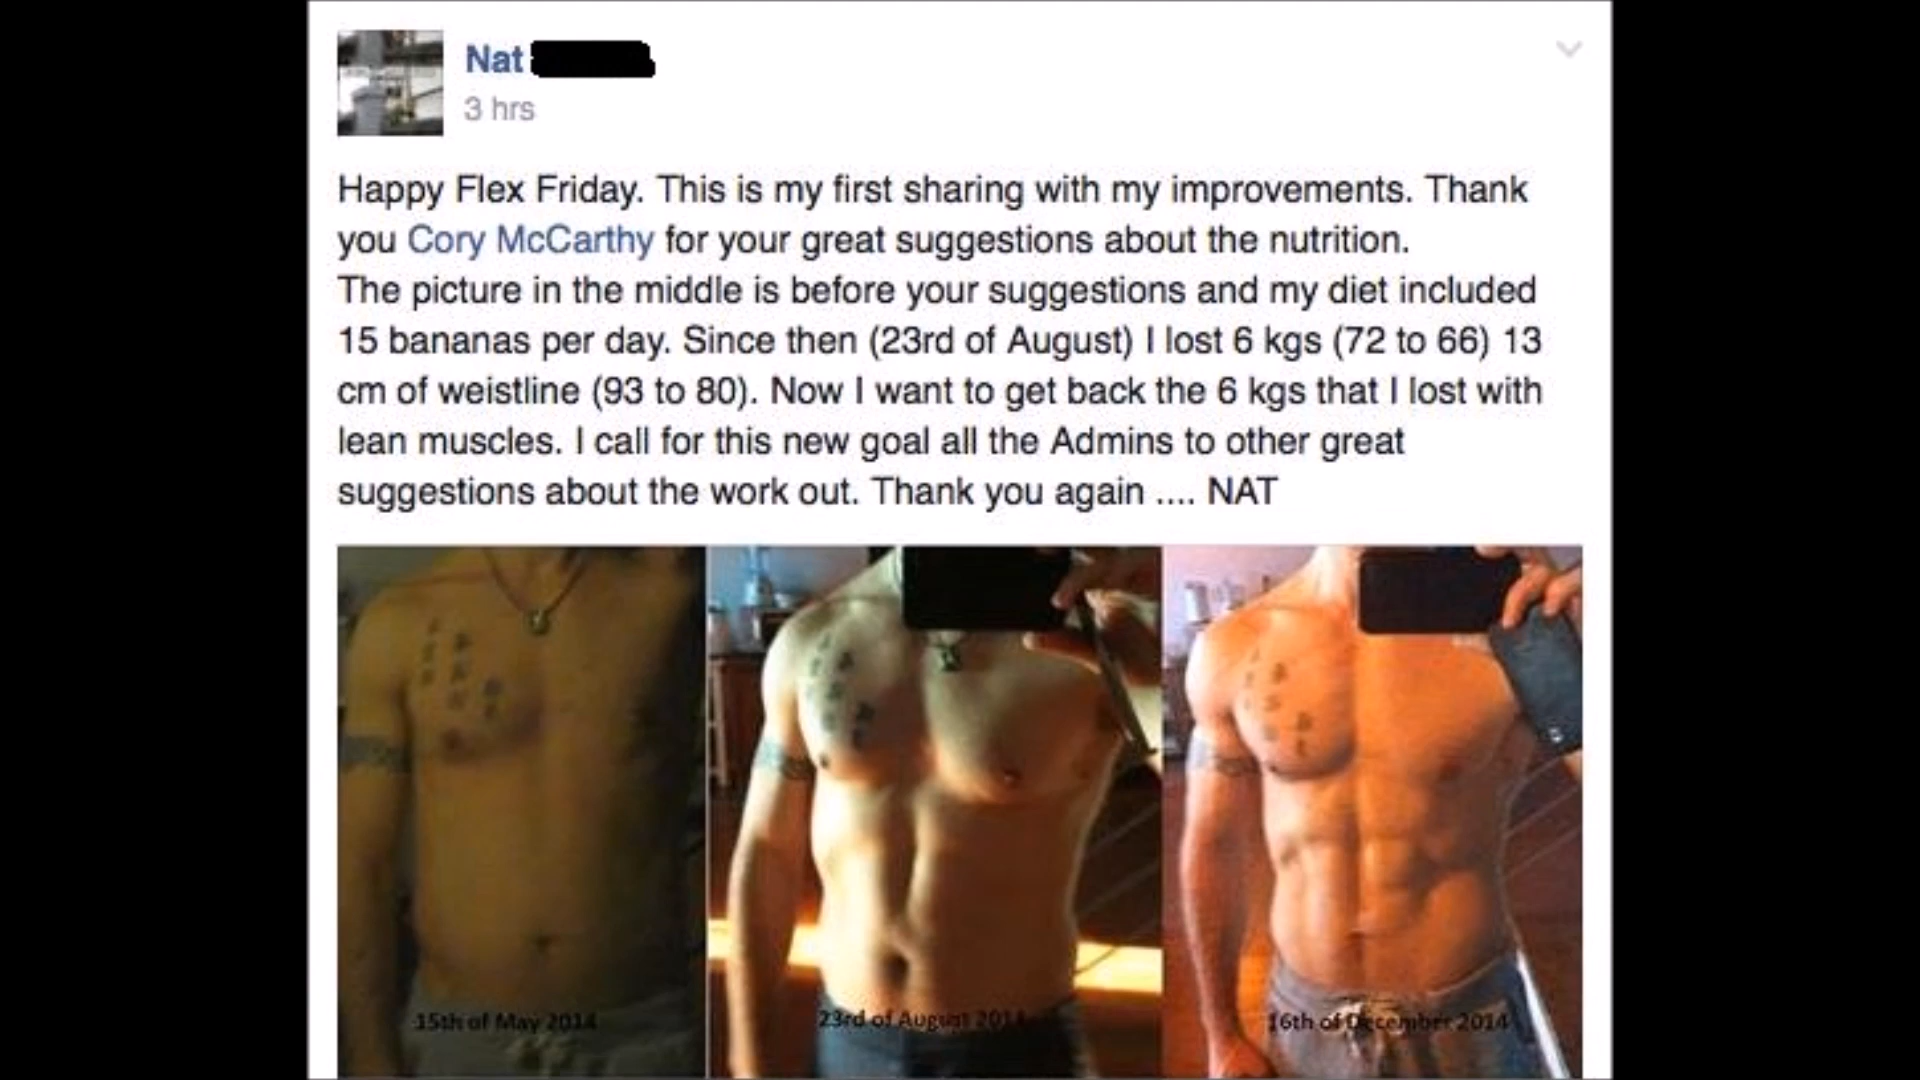 Nat
3 hrs
Happy Flex Friday. This is my first sharing with my improvements. Thank
you Cory McCarthy for your great suggestions about the nutrition.
The picture in the middle is before your suggestions and my diet included
15 bananas per day. Since then (23rd of August) I lost 6 kgs (72 to 66) 13
cm of weistline (93 to 80). Now I want to get back the 6 kgs that I lost with
lean muscles. I call for this new goal all the Admins to other great
suggestions about the work out. Thank you again .... NAT
15th of May 2014
23rd of August 2014
16th of December 2014